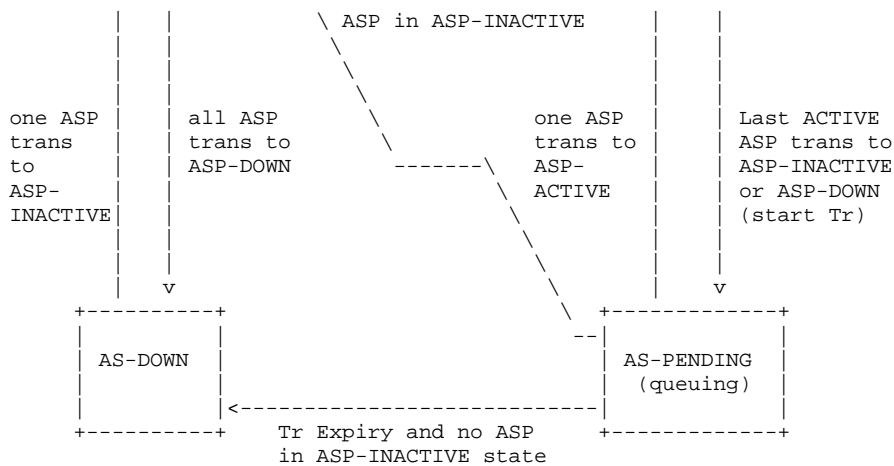 ASP in ASP-INACTIVE
one ASP all ASP one ASP Last ACTIVE
trans trans to trans to ASP trans to
to ASP-DOWN ASP- ASP-INACTIVE
ASP- ACTIVE or ASP-DOWN
INACTIVE (start Tr)
AS-DOWN AS-PENDING
(queuing)
Tr Expiry and no ASP
in ASP-INACTIVE state